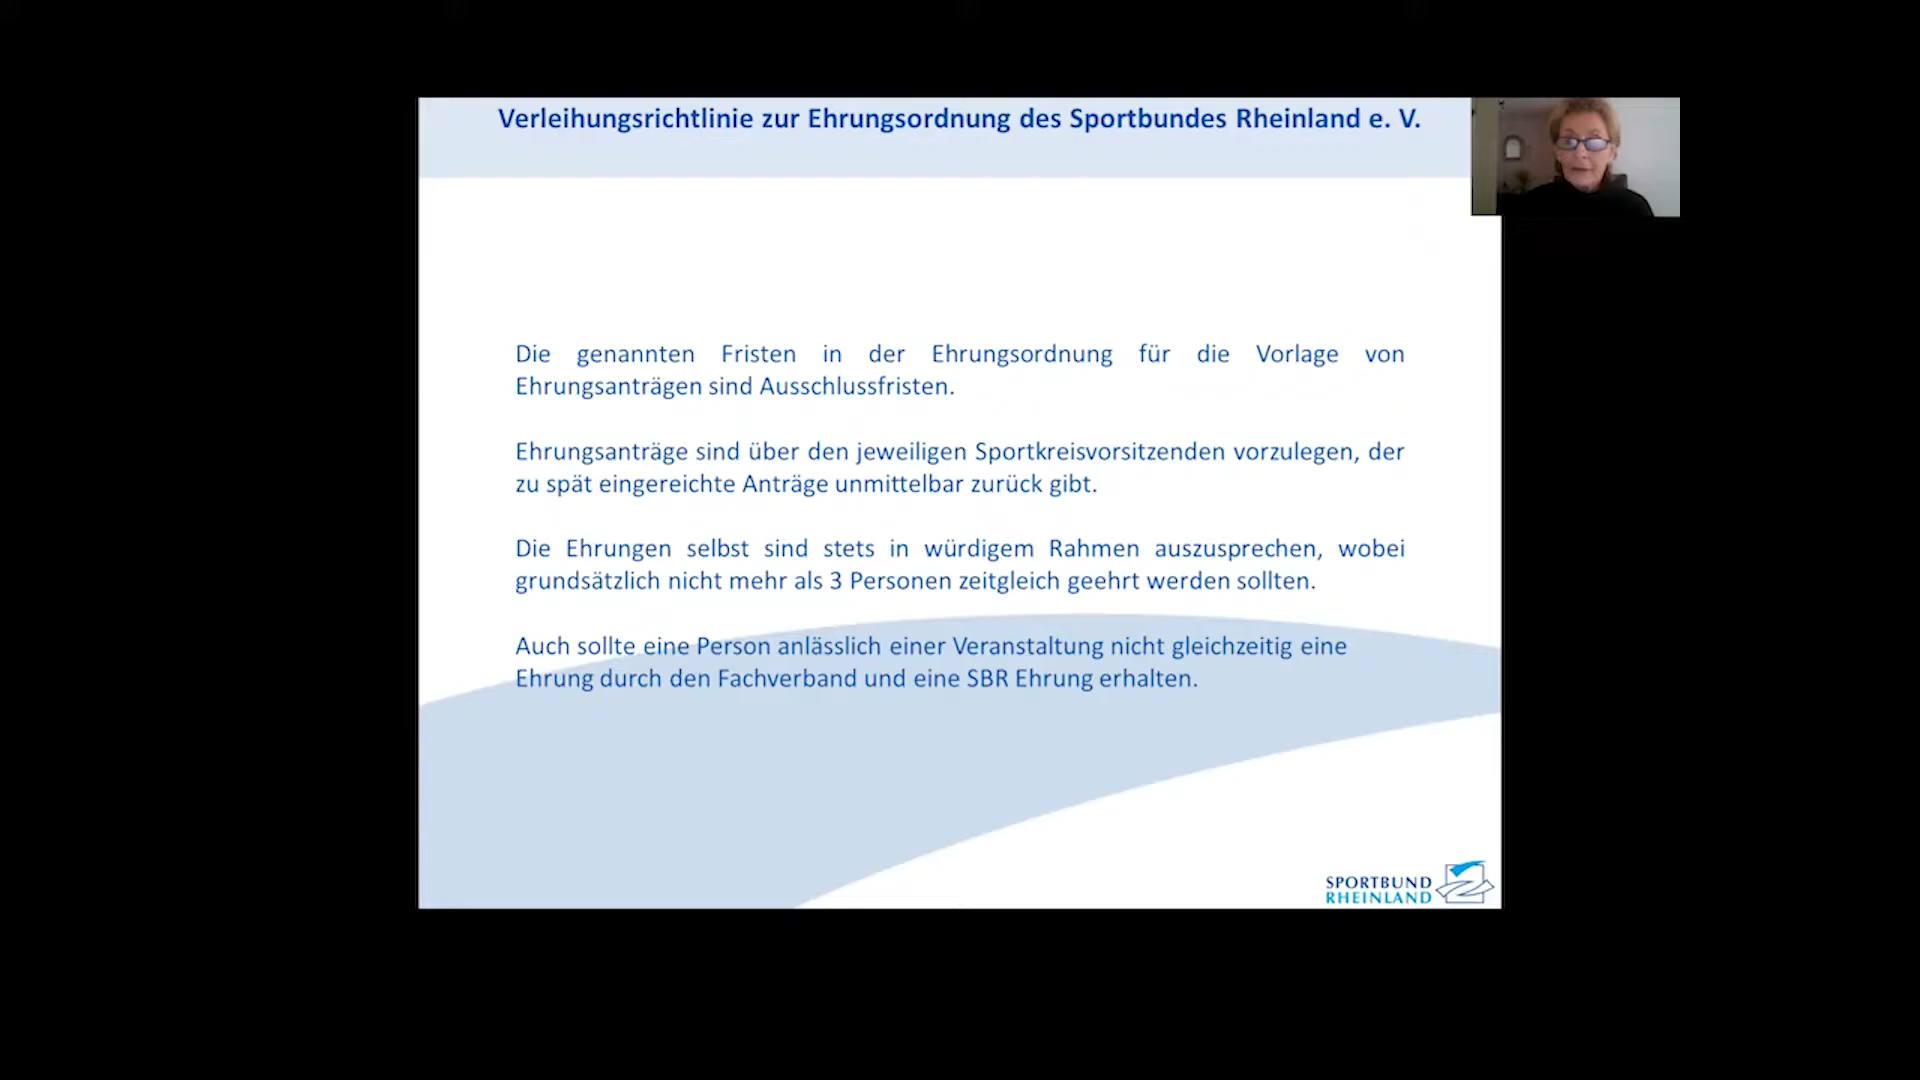 Verleihungsrichtlinie zur Ehrungsordnung des Sportbundes Rheinland e. V.
Die genannten Fristen in der Ehrungsordnung für die Vorlage von
Ehrungsanträgen sind Ausschlussfristen.
Ehrungsanträge sind über den jeweiligen Sportkreisvorsitzenden vorzulegen, der
zu spät eingereichte Anträge unmittelbar zurück gibt.
Die Ehrungen selbst sind stets in würdigem Rahmen auszusprechen, wobei
grundsätzlich nicht mehr als 3 Personen zeitgleich geehrt werden sollten.
Auch sollte eine Person anlässlich einer Veranstaltung nicht gleichzeitig eine
Ehrung durch den Fachverband und eine SBR Ehrung erhalten.
SPORTBUND
RHEINLAND